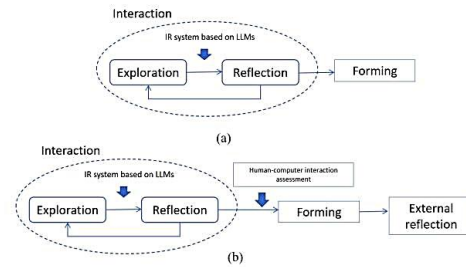 Interaction
IR system based on LLMs
Exploration
Reflection
Forming
(a)
Interaction
IR system based on LLMs
Human-computer interaction
assessment
Exploration
Reflection
Forming
External
reflection
(b)